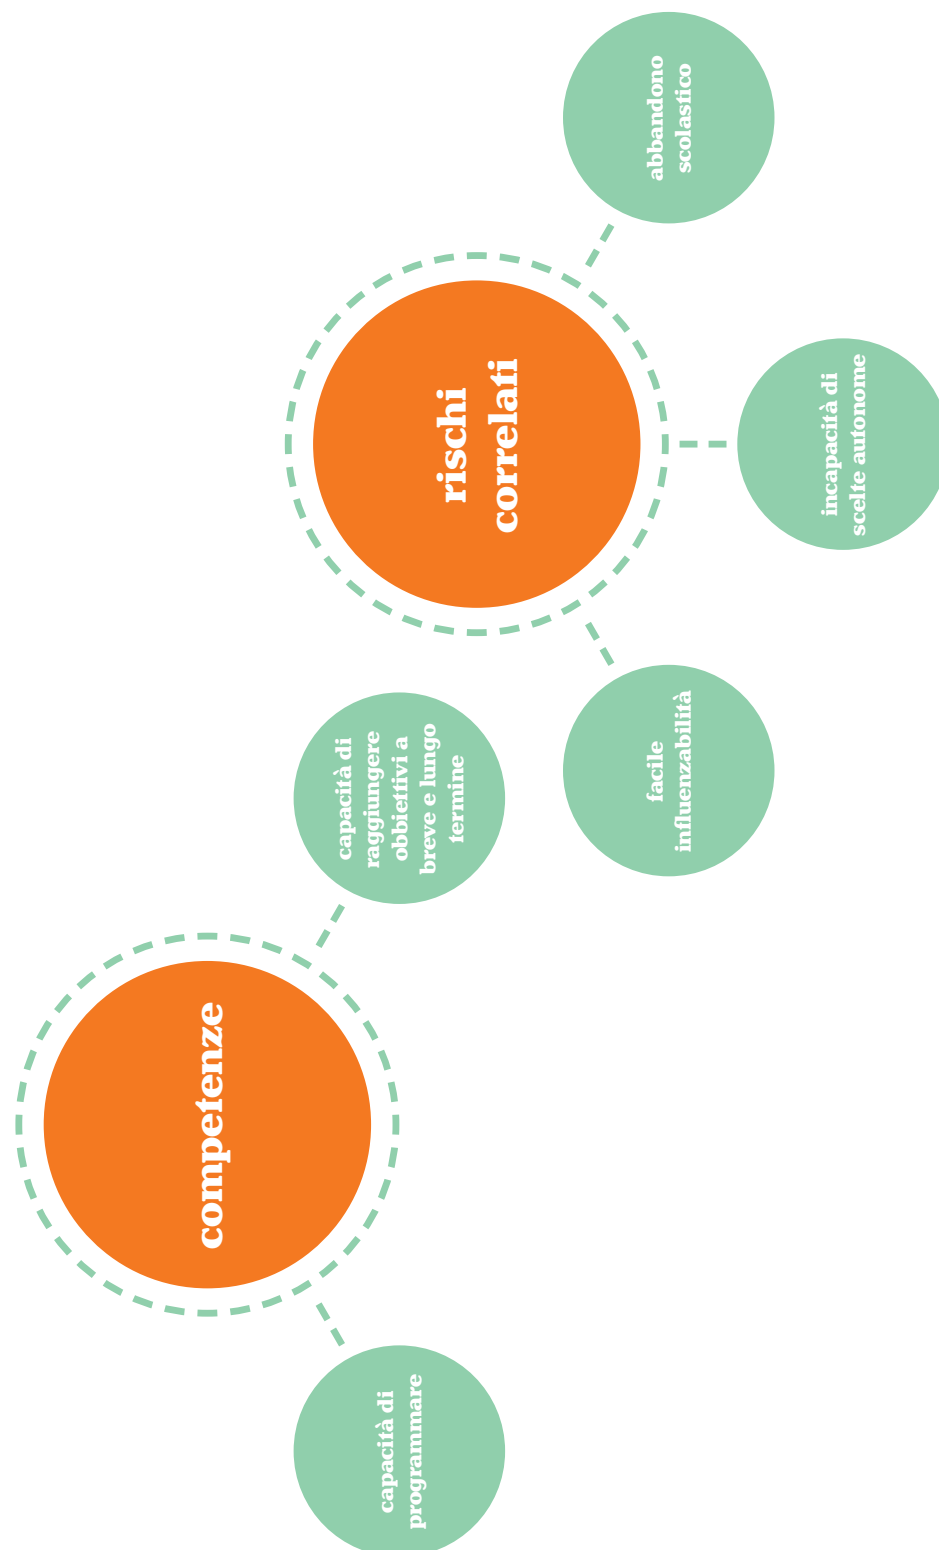 competenze
capacità di
programmare
capacità di
raggiungere
obbiettivi a
breve e lungo
termine
rischi
correlati
facile
influenzabilità
incapacità di
scelte autonome
abbandono
scolastico